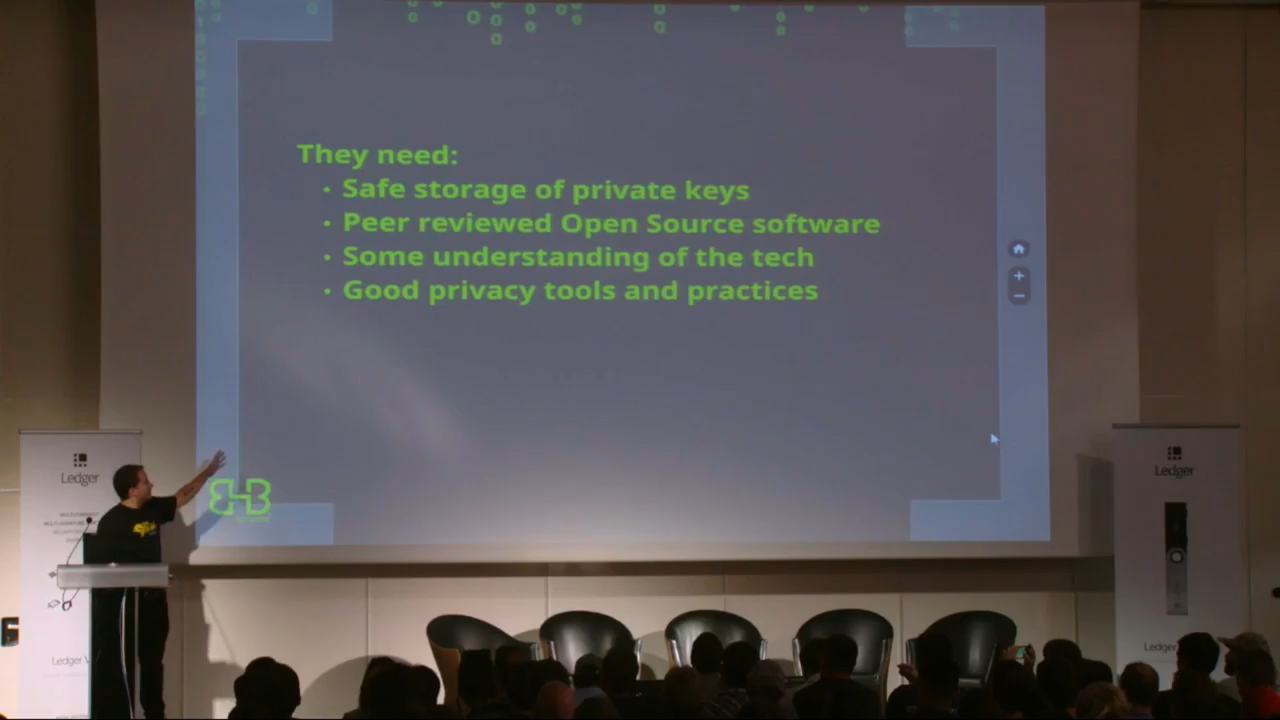 They need:
• Safe storage of private keys
• Peer reviewed Open Source software
• Some understanding of the tech
• Good privacy tools and practices
Ledger
Ledger
Ledger